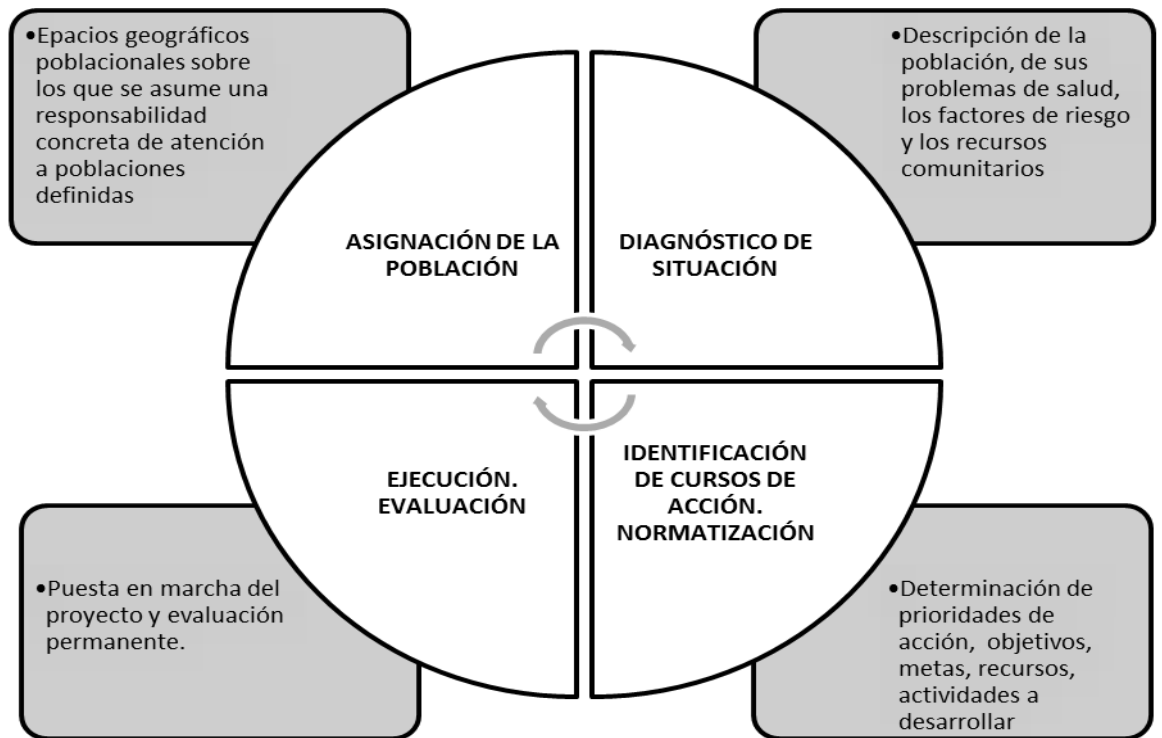 •Epacios geográficos
poblacionales sobre
los que se asume una
responsabilidad
concreta de atención
a poblaciones
definidas
•Descripción de la
población, de sus
problemas de salud,
los factores de riesgo
y los recursos
comunitarios
ASIGNACIÓN DE LA
POBLACIÓN
DIAGNÓSTICO DE
SITUACIÓN
EJECUCIÓN.
EVALUACIÓN
IDENTIFICACIÓN
DE CURSOS DE
ACCIÓN.
NORMATIZACIÓN
•Puesta en marcha del
proyecto y evaluación
permanente.
•Determinación de
prioridades de
acción, objetivos,
metas, recursos,
actividades a
desarrollar